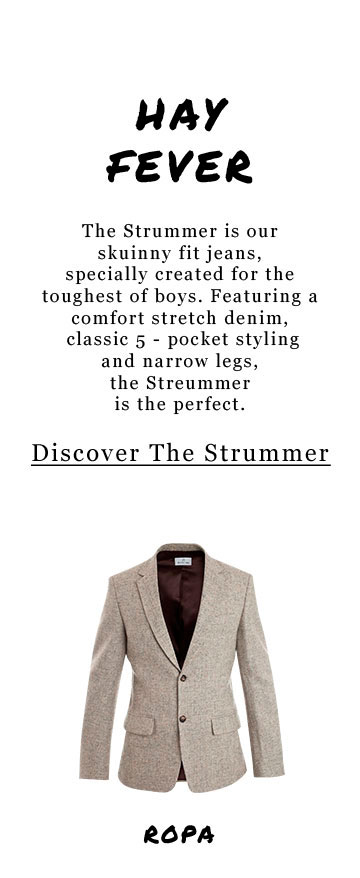 HAY
FEVER
The Strummer is our
skuinny fit jeans,
specially created for the
toughest of boys. Featuring a
comfort stretch denim,
classic 5 - pocket styling
and narrow legs,
the Streummer
is the perfect.
Discover The Strummer
ROPA